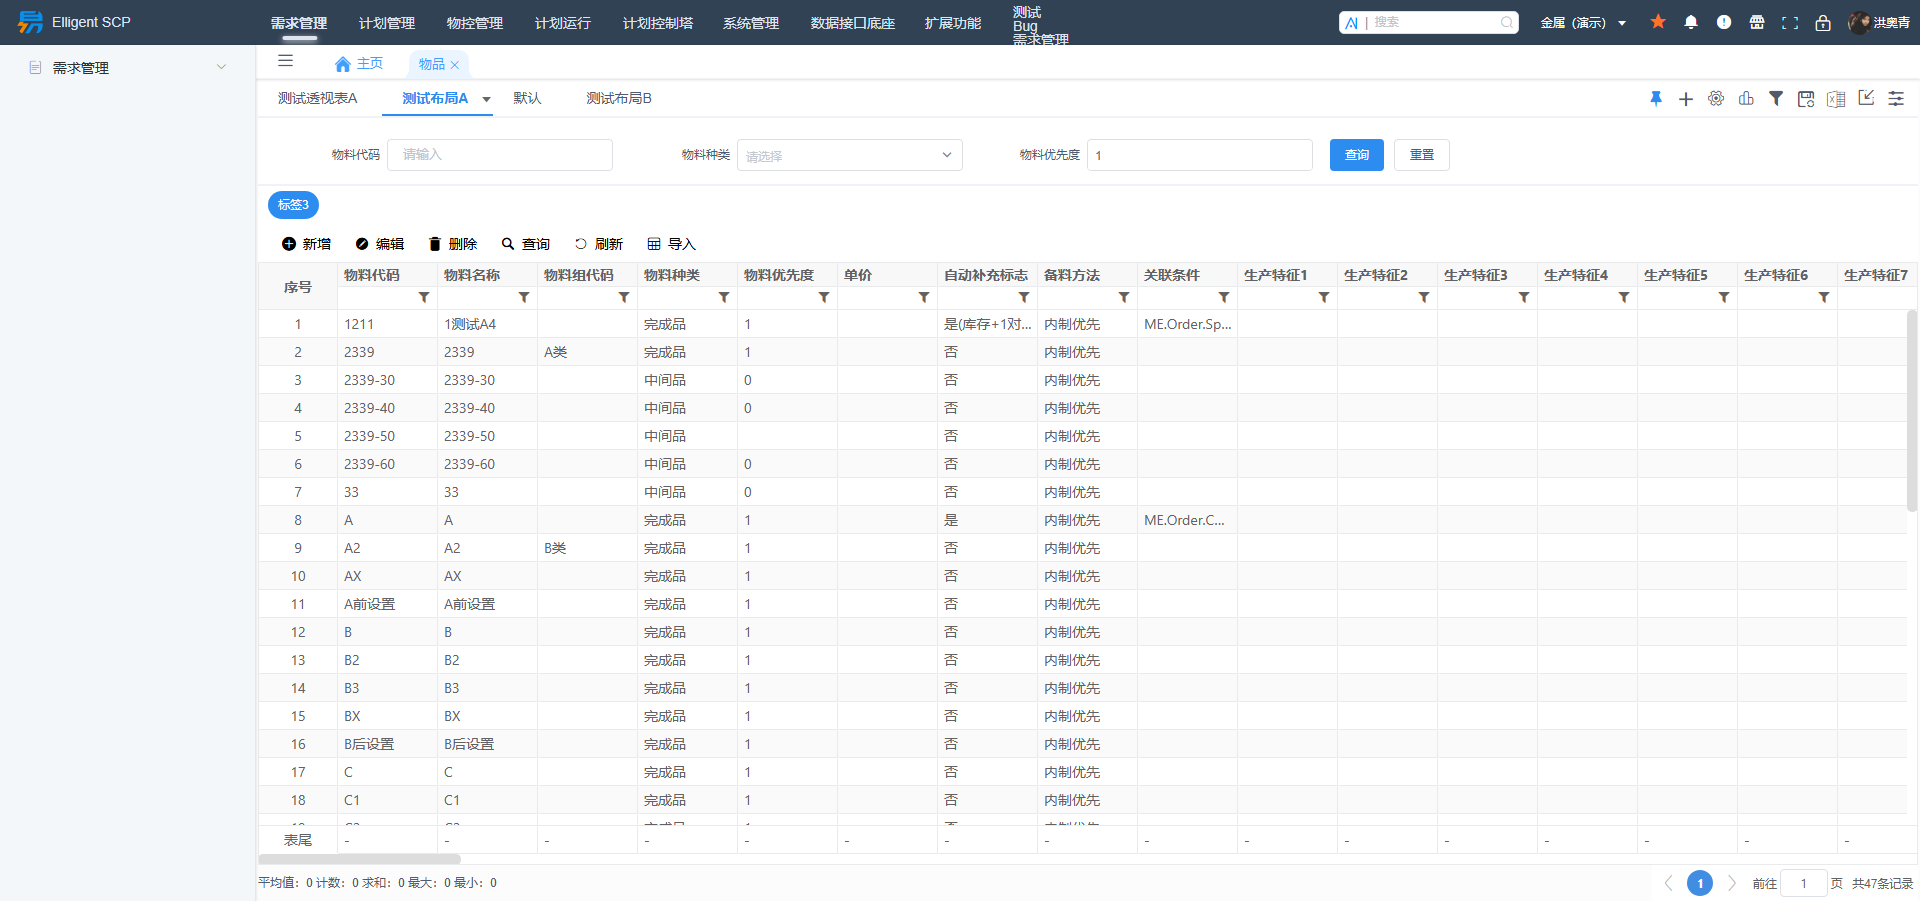 Elligent SCP
需求管理 计划管理 物控管理 计划运行 计划控制塔 系统管理 数据接口底座 扩展功能
测试
Bug
需求管理
AI | 搜索
金属（演示）
洪奥青
需求管理
主页 物品
测试透视表A 测试布局A 默认 测试布局B
物料代码 请输入 物料种类 请选择 物料优先度 1 查询 重置
标签3
新增 编辑 删除 查询 刷新 导入
序号 物料代码 物料名称 物料组代码 物料种类 物料优先度 单价 自动补充标志 备料方法 关联条件 生产特征1 生产特征2 生产特征3 生产特征4 生产特征5 生产特征6 生产特征7
1 1211 1测试A4 完成品 1 是(库存+1对... 内制优先 ME.Order.Sp...
2 2339 2339 A类 完成品 1 否 内制优先
3 2339-30 2339-30 中间品 0 否 内制优先
4 2339-40 2339-40 中间品 0 否 内制优先
5 2339-50 2339-50 中间品 否 内制优先
6 2339-60 2339-60 中间品 0 否 内制优先
7 33 33 中间品 0 否 内制优先
8 A A 完成品 1 是 内制优先 ME.Order.C...
9 A2 A2 B类 完成品 1 否 内制优先
10 AX AX 完成品 1 否 内制优先
11 A前设置 A前设置 完成品 1 否 内制优先
12 B B 完成品 1 否 内制优先
13 B2 B2 完成品 1 否 内制优先
14 B3 B3 完成品 1 否 内制优先
15 BX BX 完成品 1 否 内制优先
16 B后设置 B后设置 完成品 1 否 内制优先
17 C C 完成品 1 否 内制优先
18 C1 C1 完成品 1 否 内制优先
表尾 - - - - - - - - - - - - - - - -
平均值：0 计数：0 求和：0 最大：0 最小：0
1 前往 1 页 共47条记录